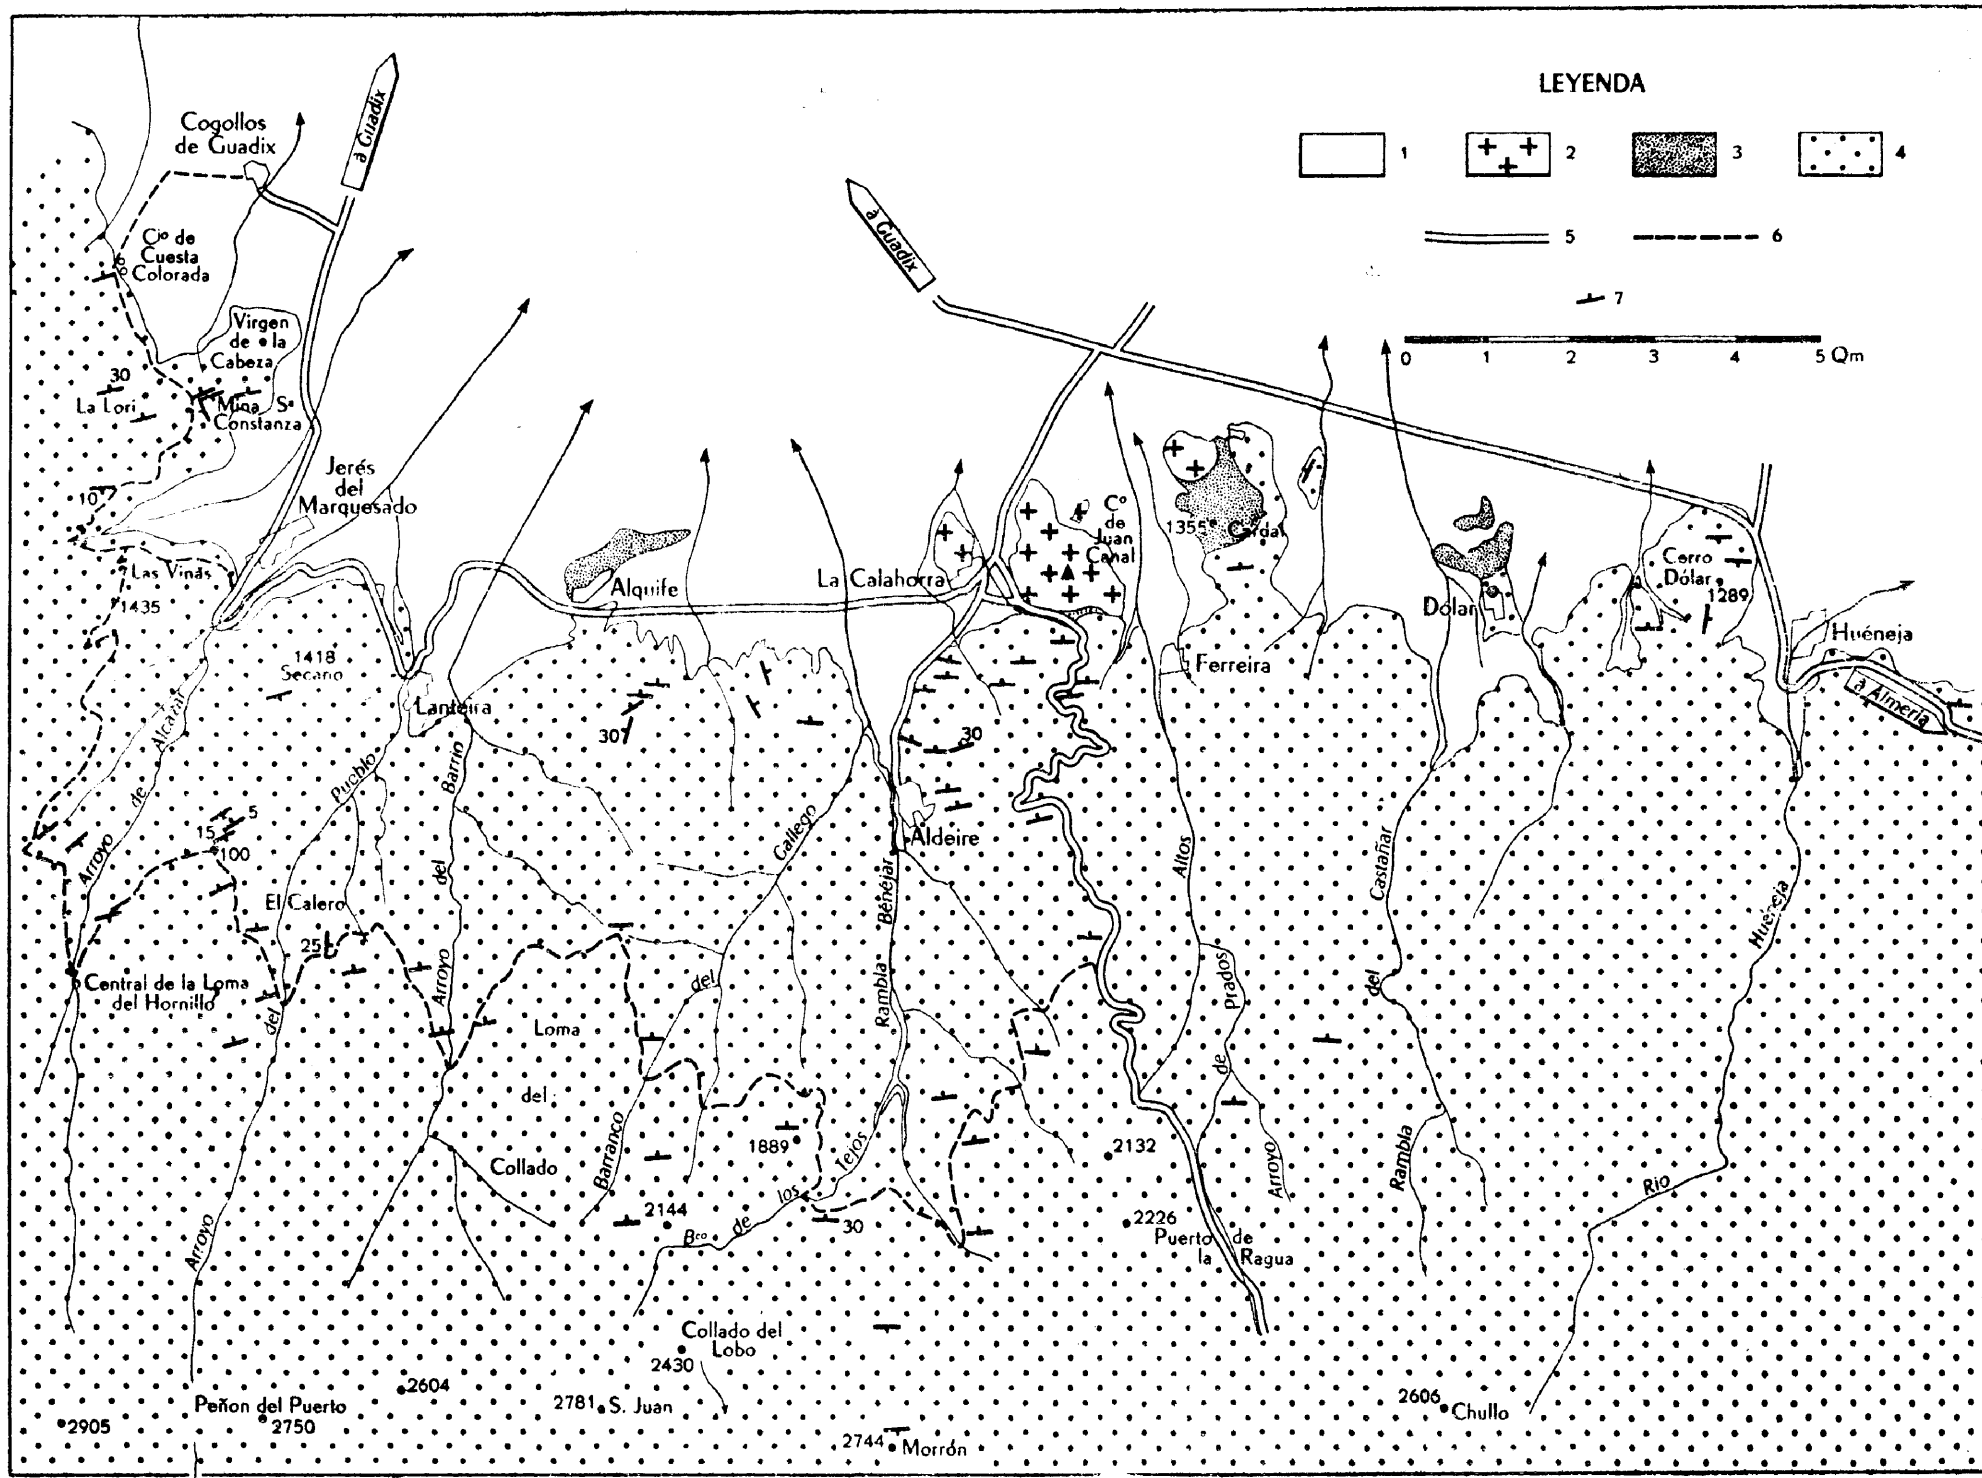 LEYENDA
1
2
3
4
5
6
7
0 1 2 3 4 5 Qm
à Guadix
à Guadix
Cogollos
de Guadix
Cjo de
Cuesta
Colorada
Virgen
de la
Cabeza
30
La Lori
Mina Sª
Constanza
10
Jerés
del
Marquesado
Las Viñas
1435
Alquife
La Calahorra
Cº
de
Juan
Canal
1355
Cardal
Dólar
Cerro
Dólar
1289
Huéneja
à Almería
1418
Secano
Lanteira
Ferreira
30
30
Arroyo de Alcázar
Arroyo del Pueblo
Arroyo del Barrio
Barranco del Gallego
Rambla Benéjar
Aldeire
Altos
Arroyo de Prados
Rambla del Castañar
Rio Huéneja
5
15
100
El Calero
25
Central de la Loma
del Hornillo
Loma
del
Collado
1889
Bco de los Tejos
2144
30
2132
2226
Puerto de
la Ragua
Collado del
Lobo
2430
2604
Peñon del Puerto
2750
2905
2781 S. Juan
2744 Morrón
2606 Chullo